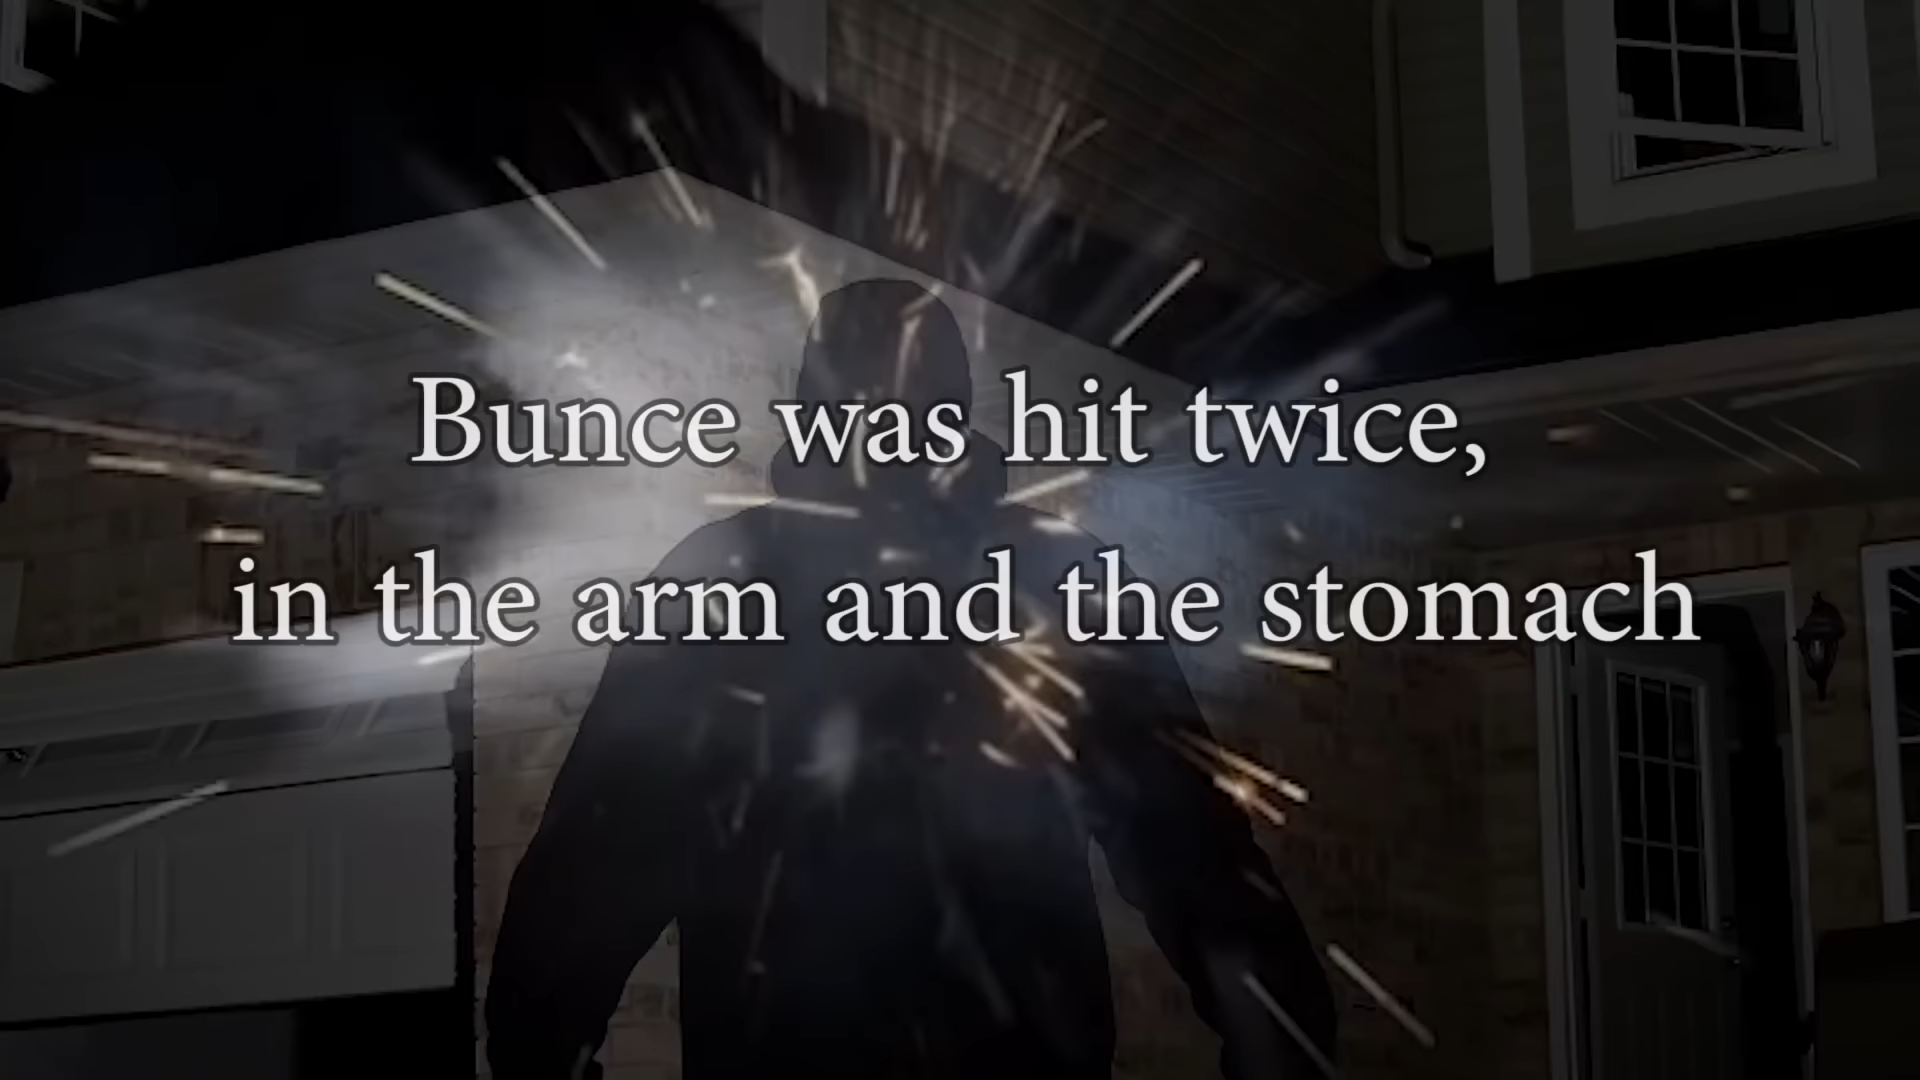 Bunce was hit twice,
in the arm and the stomach